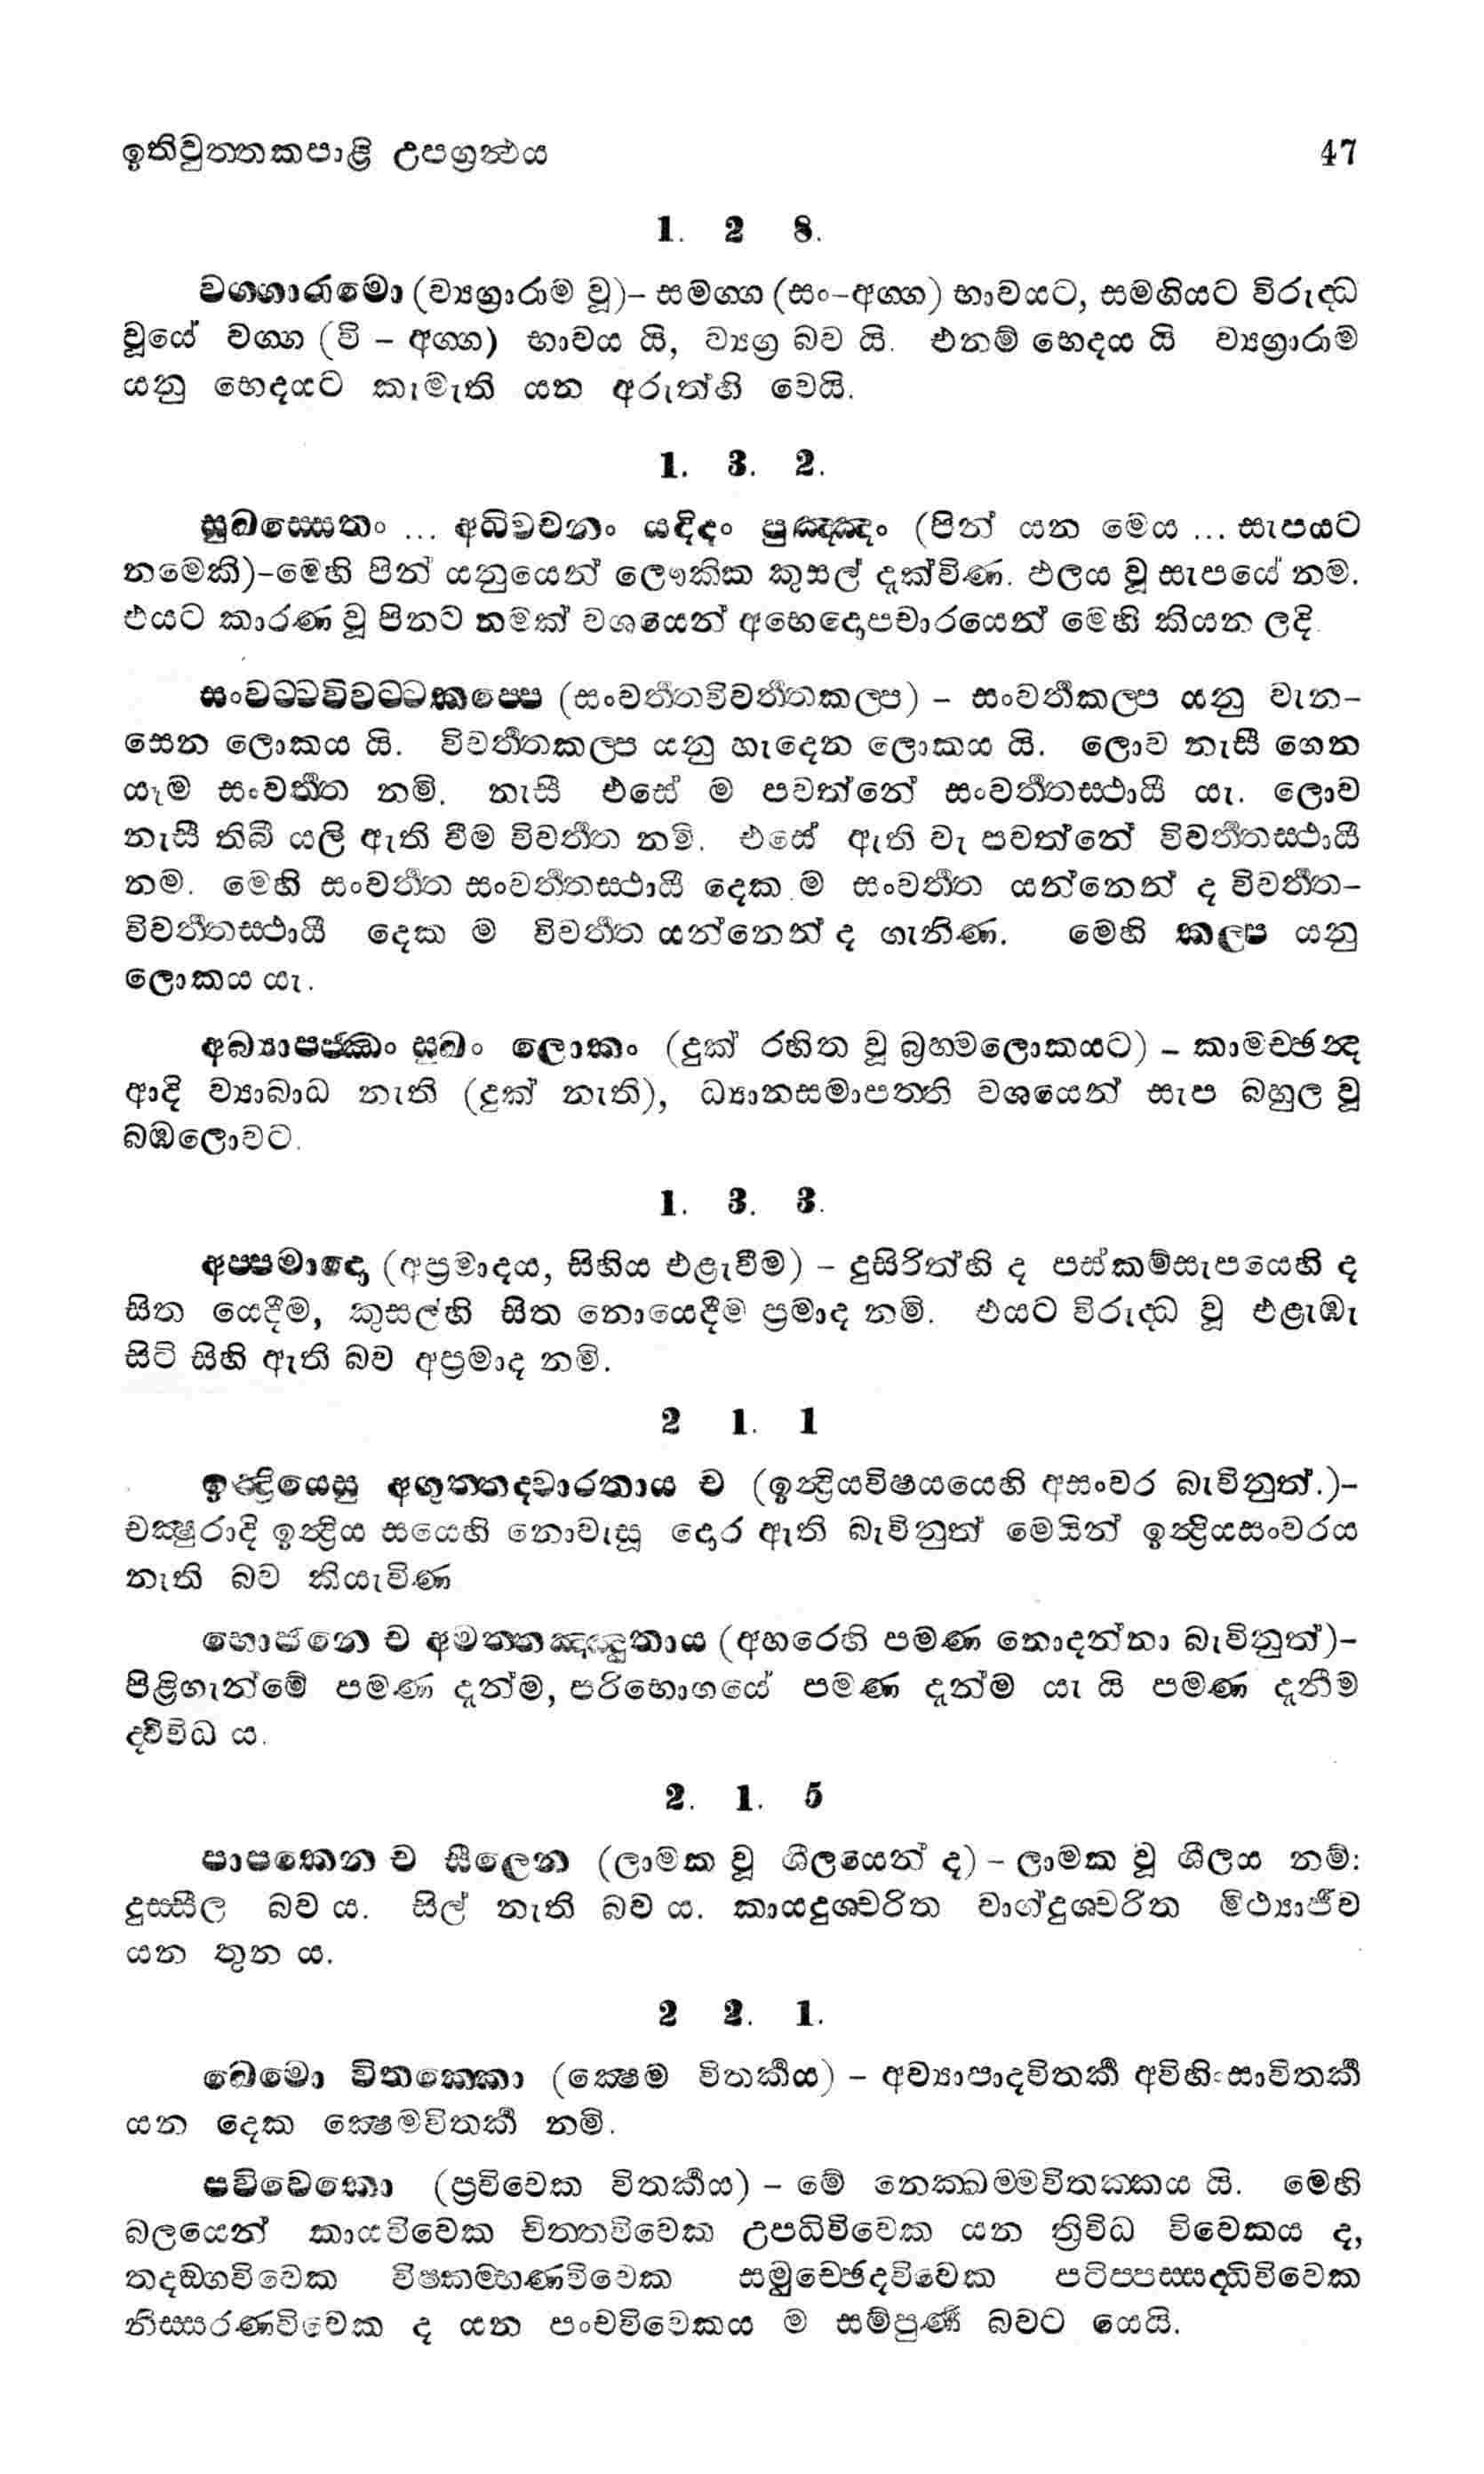 ඉතිවුත්තකපාළි උපග්‍රන්ථය 47
1. 2 8.
වග්ගාරාමො (ව්‍යග්‍රාරාම වූ)- සමග්ග (සං-අග්ග) භාවයට, සමගියට විරුද්ධ
වූයේ වග්ග (වි - අග්ග) භාවය යි, ව්‍යග්‍ර බව යි. එනම් භෙදය යි ව්‍යග්‍රාරාම
යනු භෙදයට කැමැති යන අරුත්හි වෙයි.
1. 3. 2.
සුඛස්සෙතං ... අධිවචනං යදිදං පුඤ්ඤං (පින් යන මෙය ... සැපයට
නමෙකි)-මෙහි පින් යනුයෙන් ලෞකික කුසල් දැක්විණ. ඵලය වූ සැපයේ නම.
එයට කාරණ වූ පිනට නමක් වශයෙන් අභෙදොපචාරයෙන් මෙහි කියන ලදි.
සංවට්ටවිවට්ටකප්පෙ (සංවර්තවිවර්තකල්ප) - සංවර්තකල්ප යනු වැන-
සෙන ලොකය යි. විවර්තකල්ප යනු හැදෙන ලොකය යි. ලොව නැසී ගෙන
යෑම සංවර්ත නමි. නැසී එසේ ම පවත්නේ සංවර්තස්ථායී යැ. ලොව
නැසී තිබී යලි ඇති වීම විවර්ත නමි. එසේ ඇති වැ පවත්නේ විවර්තස්ථායී
නම. මෙහි සංවර්ත සංවර්තස්ථායී දෙක ම සංවර්ත යන්නෙන් ද විවර්ත-
විවර්තස්ථායී දෙක ම විවර්ත යන්නෙන් ද ගැනිණ. මෙහි කල්ප යනු
ලොකය යැ.
අබ්‍යාපජ්ඣං සුඛං ලොකං (දුක් රහිත වූ බ්‍රහ්මලොකයට) - කාමච්ඡන්ද
ආදි ව්‍යාබාධ නැති (දුක් නැති), ධ්‍යානසමාපත්ති වශයෙන් සැප බහුල වූ
බඹලොවට.
1. 3. 3.
අප්පමාදො (අප්‍රමාදය, සිහිය එළැවීම) - දුසිරිත්හි ද පස්කම්සැපයෙහි ද
සිත යෙදීම, කුසල්හි සිත නොයෙදීම ප්‍රමාද නමි. එයට විරුද්ධ වූ එළැඹැ
සිටි සිහි ඇති බව අප්‍රමාද නමි.
2 1. 1
ඉන්ද්‍රියෙසු අගුත්තද්වාරතාය ච (ඉන්ද්‍රියවිෂයයෙහි අසංවර බැවිනුත්.)-
චක්‍ෂුරාදි ඉන්ද්‍රිය සයෙහි නොවැසූ දොර ඇති බැවිනුත් මෙයින් ඉන්ද්‍රියසංවරය
නැති බව කියැවිණ
භොජනෙ ච අමත්තඤ්ඤුතාය (අහරෙහි පමණ නොදන්නා බැවිනුත්)-
පිළිගැන්මේ පමණ දැන්ම, පරිභොගයේ පමණ දැන්ම යැ යි පමණ දැනීම
ද්විවිධ ය.
2. 1. 5
පාපකෙන ච සීලෙන (ලාමක වූ ශීලයෙන් ද) - ලාමක වූ ශීලය නම්:
දුස්සීල බව ය. සිල් නැති බව ය. කායදුශ්චරිත වාග්දුශ්චරිත මිථ්‍යාජීව
යන තුන ය.
2 2. 1.
ඛෙමො විතක්කො (ක්‍ෂෙම විතර්කය) - අව්‍යාපාදවිතර්ක අවිහිංසාවිතර්ක
යන දෙක ක්‍ෂෙමවිතර්ක නමි.
පවිවෙකො (ප්‍රවිවෙක විතර්කය) - මේ නෙක්ඛම්මවිතක්කය යි. මෙහි
බලයෙන් කායවිවෙක චිත්තවිවෙක උපධිවිවෙක යන ත්‍රිවිධ විවෙකය ද,
තදඞ්ගවිවෙක විෂ්කම්භණවිවෙක සමුච්ඡෙදවිවෙක පටිප්පස්සද්ධිවිවෙක
නිස්සරණවිවෙක ද යන පංචවිවෙකය ම සම්පූර්ණ බවට යෙයි.